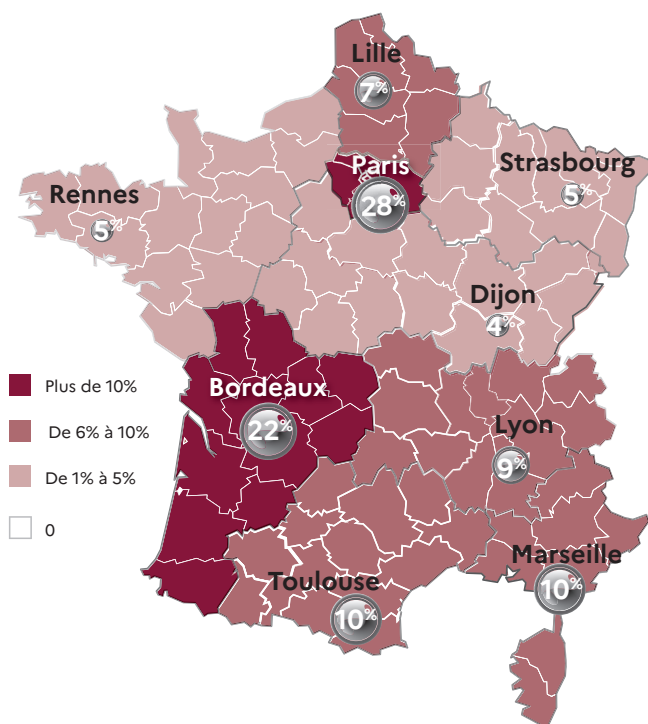 Lille
7%
Paris
28%
Strasbourg
5%
Rennes
5%
Dijon
4%
Plus de 10%
De 6% à 10%
De 1% à 5%
0
Bordeaux
22%
Lyon
9%
Marseille
10%
Toulouse
10%